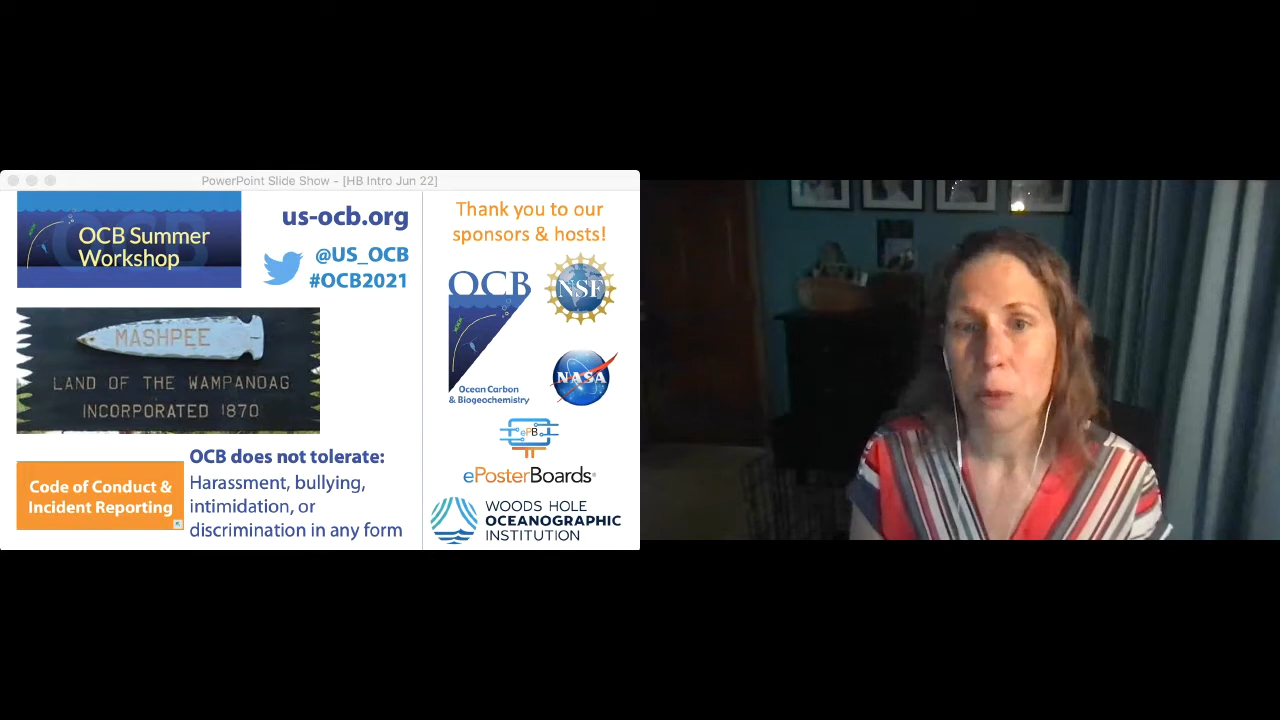 PowerPoint Slide Show - [HB Intro Jun 22]
OCB Summer
Workshop
us-ocb.org
@US_OCB
#OCB2021
MASHPEE
LAND OF THE WAMPANOAG
INCORPORATED 1870
Code of Conduct &
Incident Reporting
OCB does not tolerate:
Harassment, bullying,
intimidation, or
discrimination in any form
Thank you to our
sponsors & hosts!
OCB
Ocean Carbon
& Biogeochemistry
NSF
NASA
ePB
ePosterBoards
WOODS HOLE
OCEANOGRAPHIC
INSTITUTION